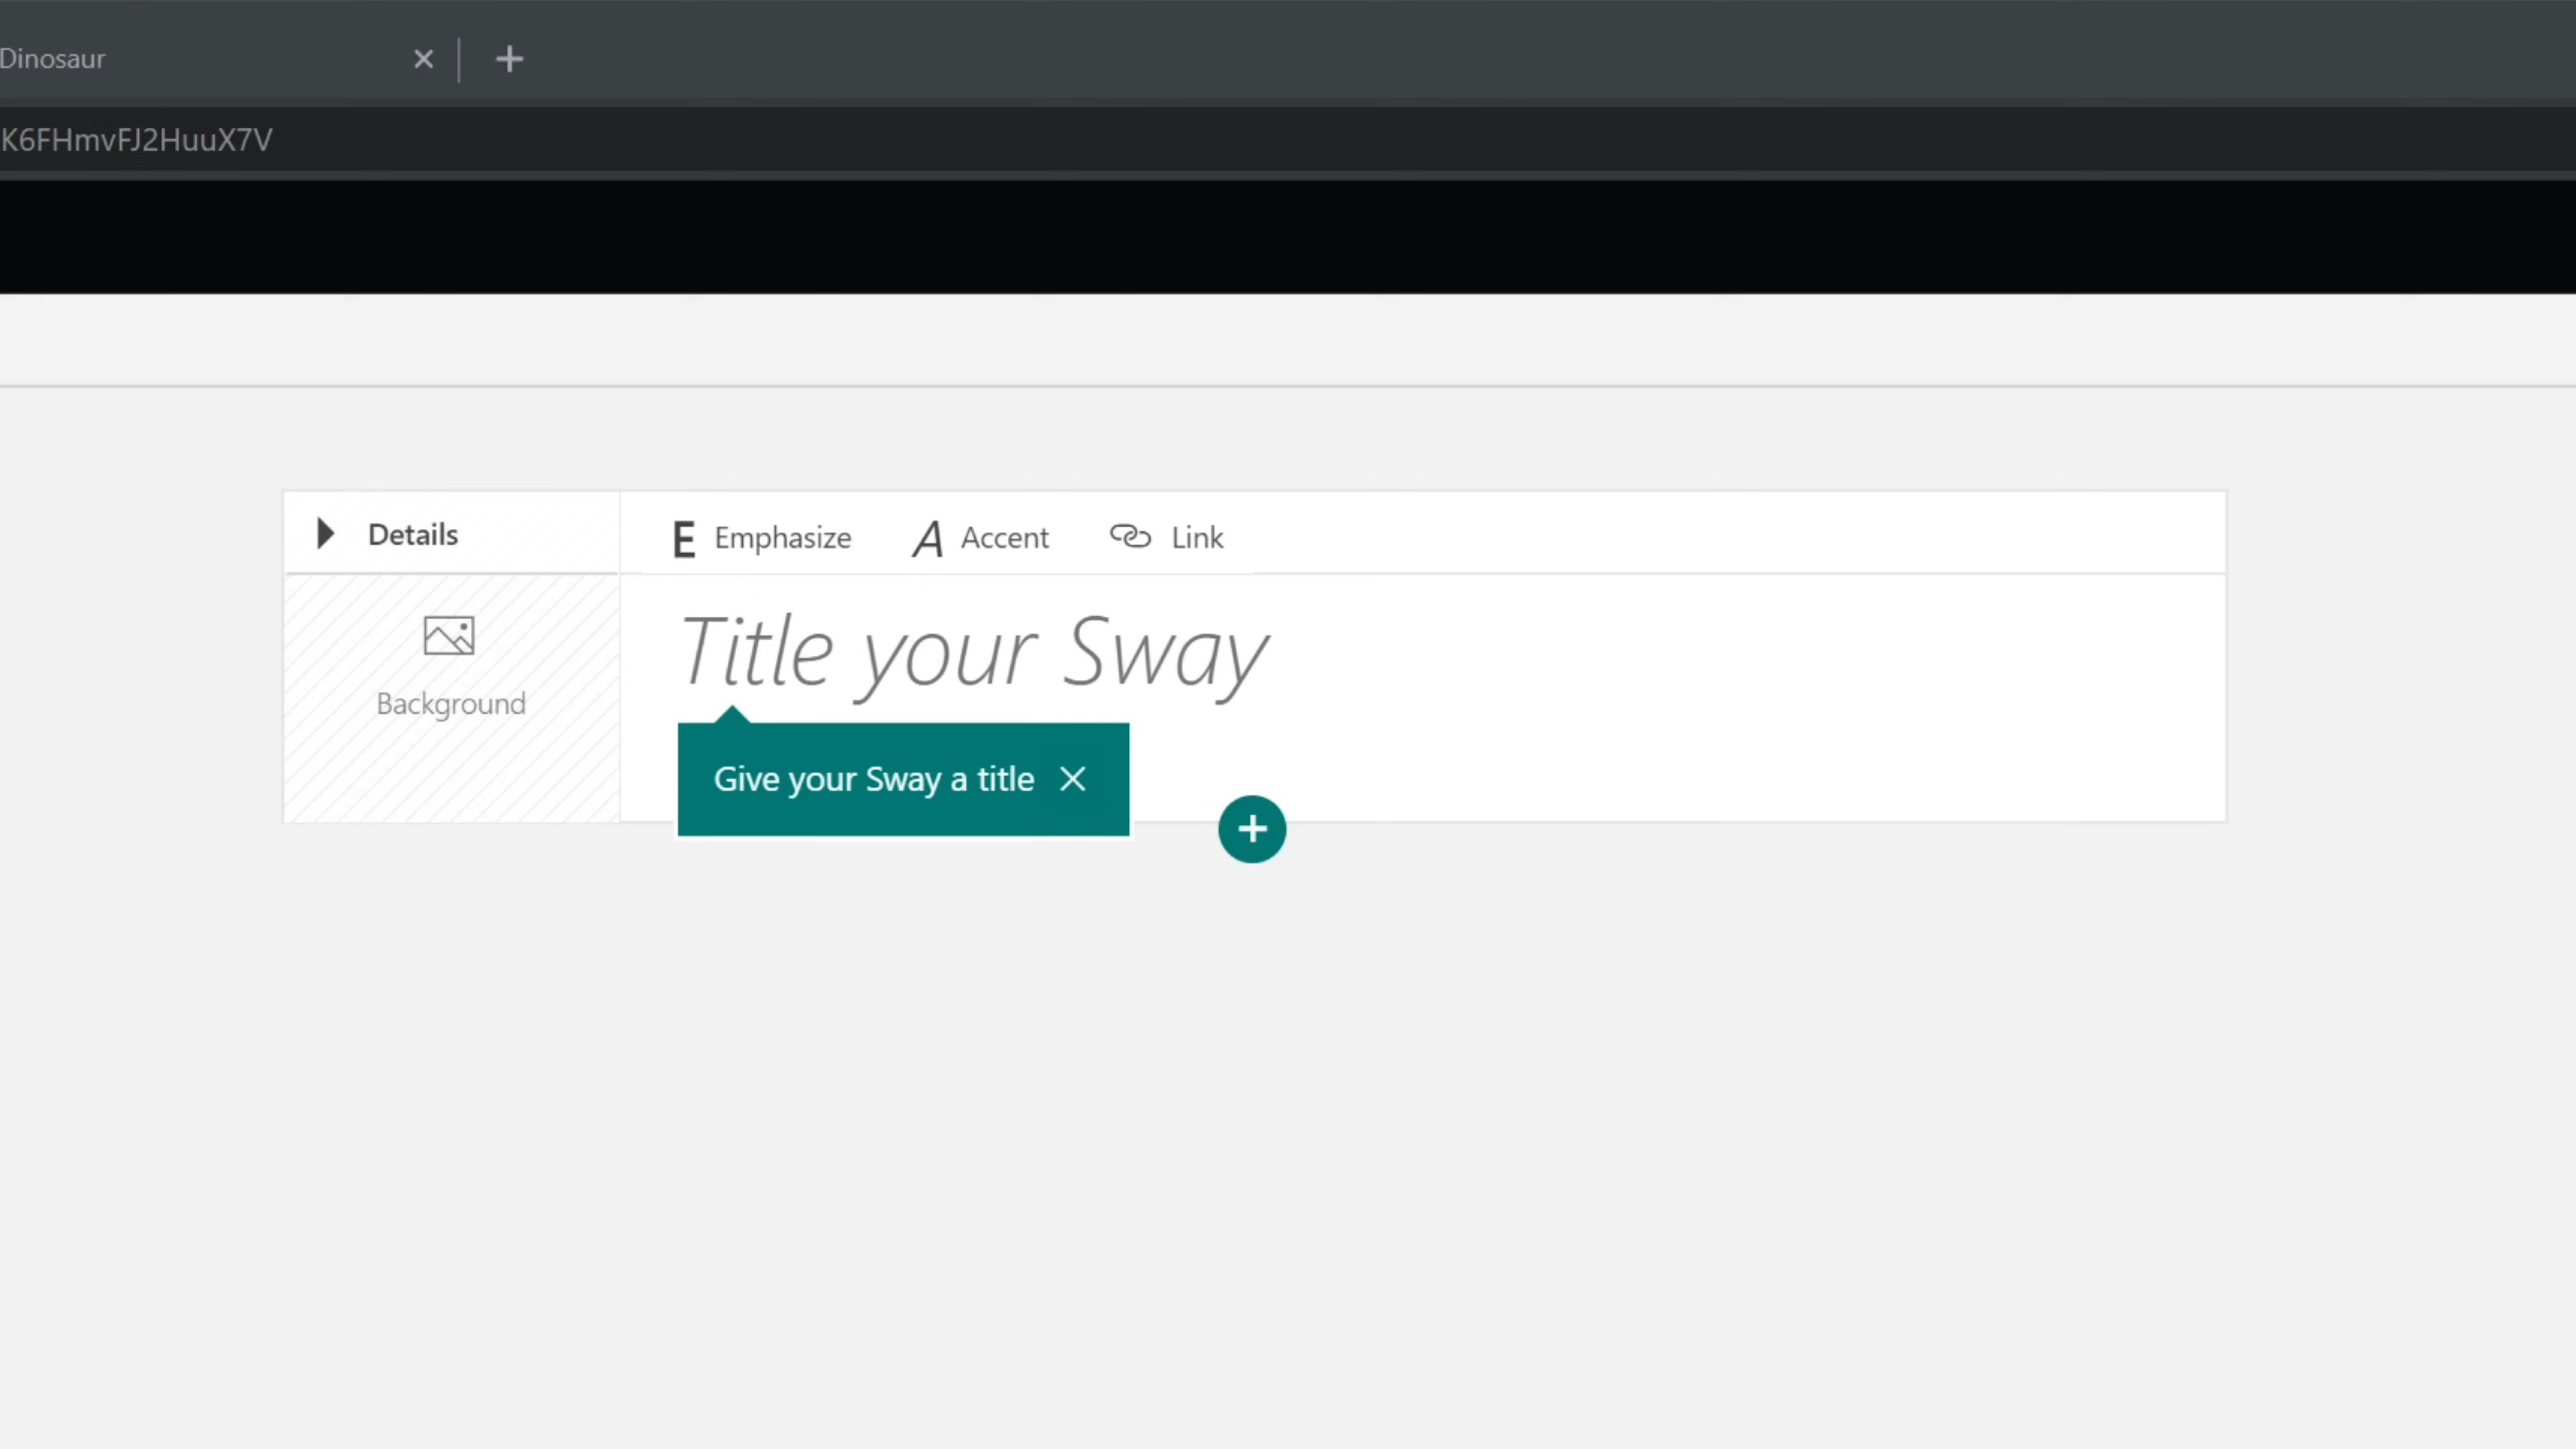 Dinosaur
K6FHmvFJ2HuuX7V
Details
E Emphasize A Accent Link
Background
Title your Sway
Give your Sway a title